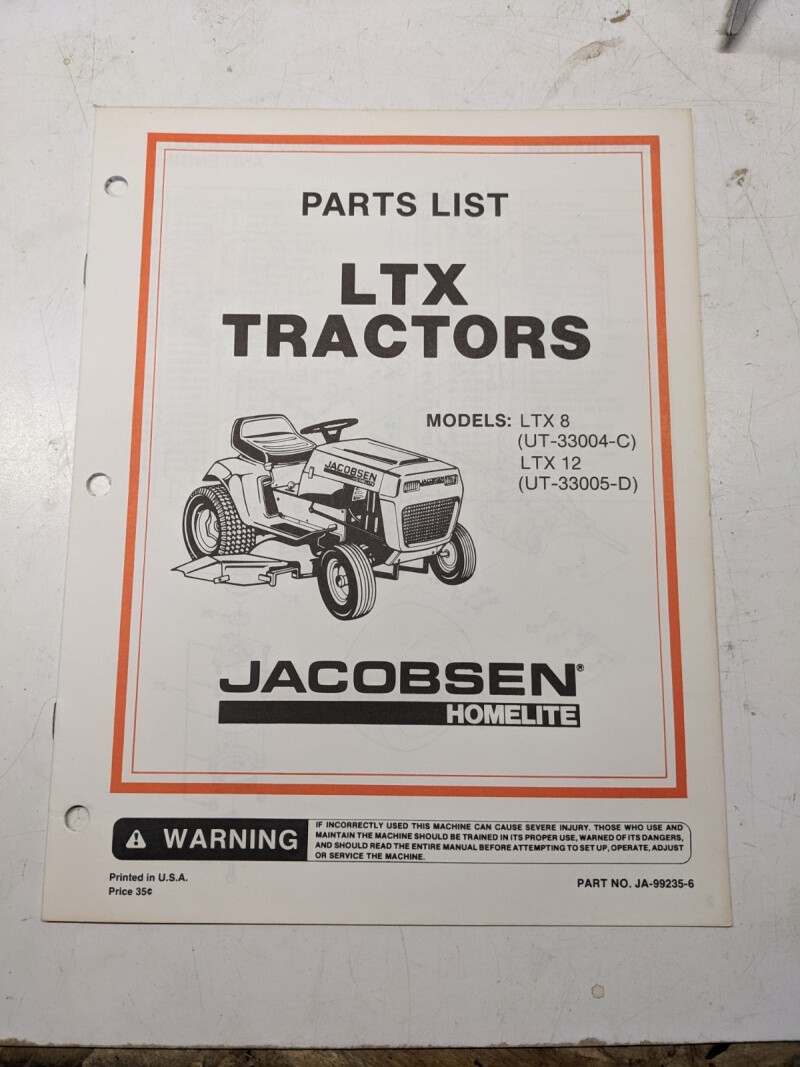 PARTS LIST
LTX
TRACTORS
MODELS: LTX 8
(UT-33004-C)
LTX 12
(UT-33005-D)
JACOBSEN
JACOBSEN®
HOMELITE
WARNING
IF INCORRECTLY USED THIS MACHINE CAN CAUSE SEVERE INJURY. THOSE WHO USE AND
MAINTAIN THE MACHINE SHOULD BE TRAINED IN ITS PROPER USE, WARNED OF ITS DANGERS,
AND SHOULD READ THE ENTIRE MANUAL BEFORE ATTEMPTING TO SET UP, OPERATE, ADJUST
OR SERVICE THE MACHINE.
Printed in U.S.A.
Price 35¢
PART NO. JA-99235-6